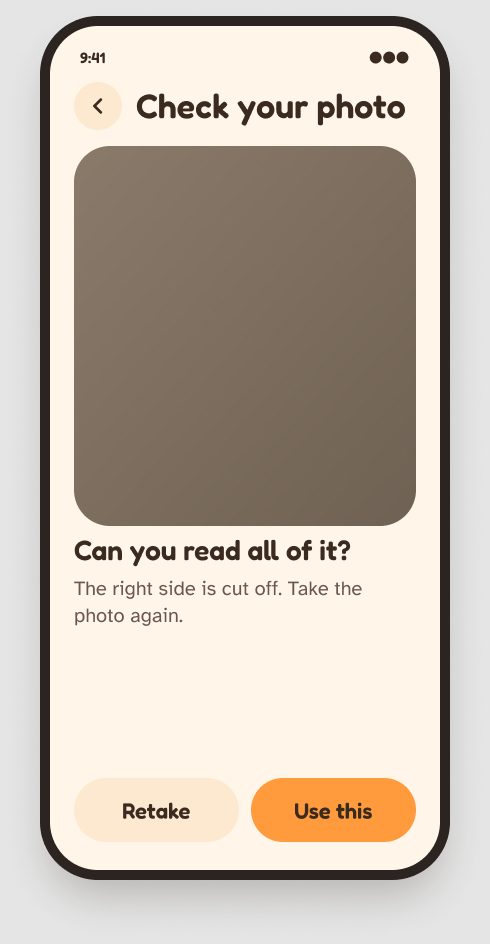 9:41
Check your photo
Can you read all of it?
The right side is cut off. Take the
photo again.
Retake
Use this